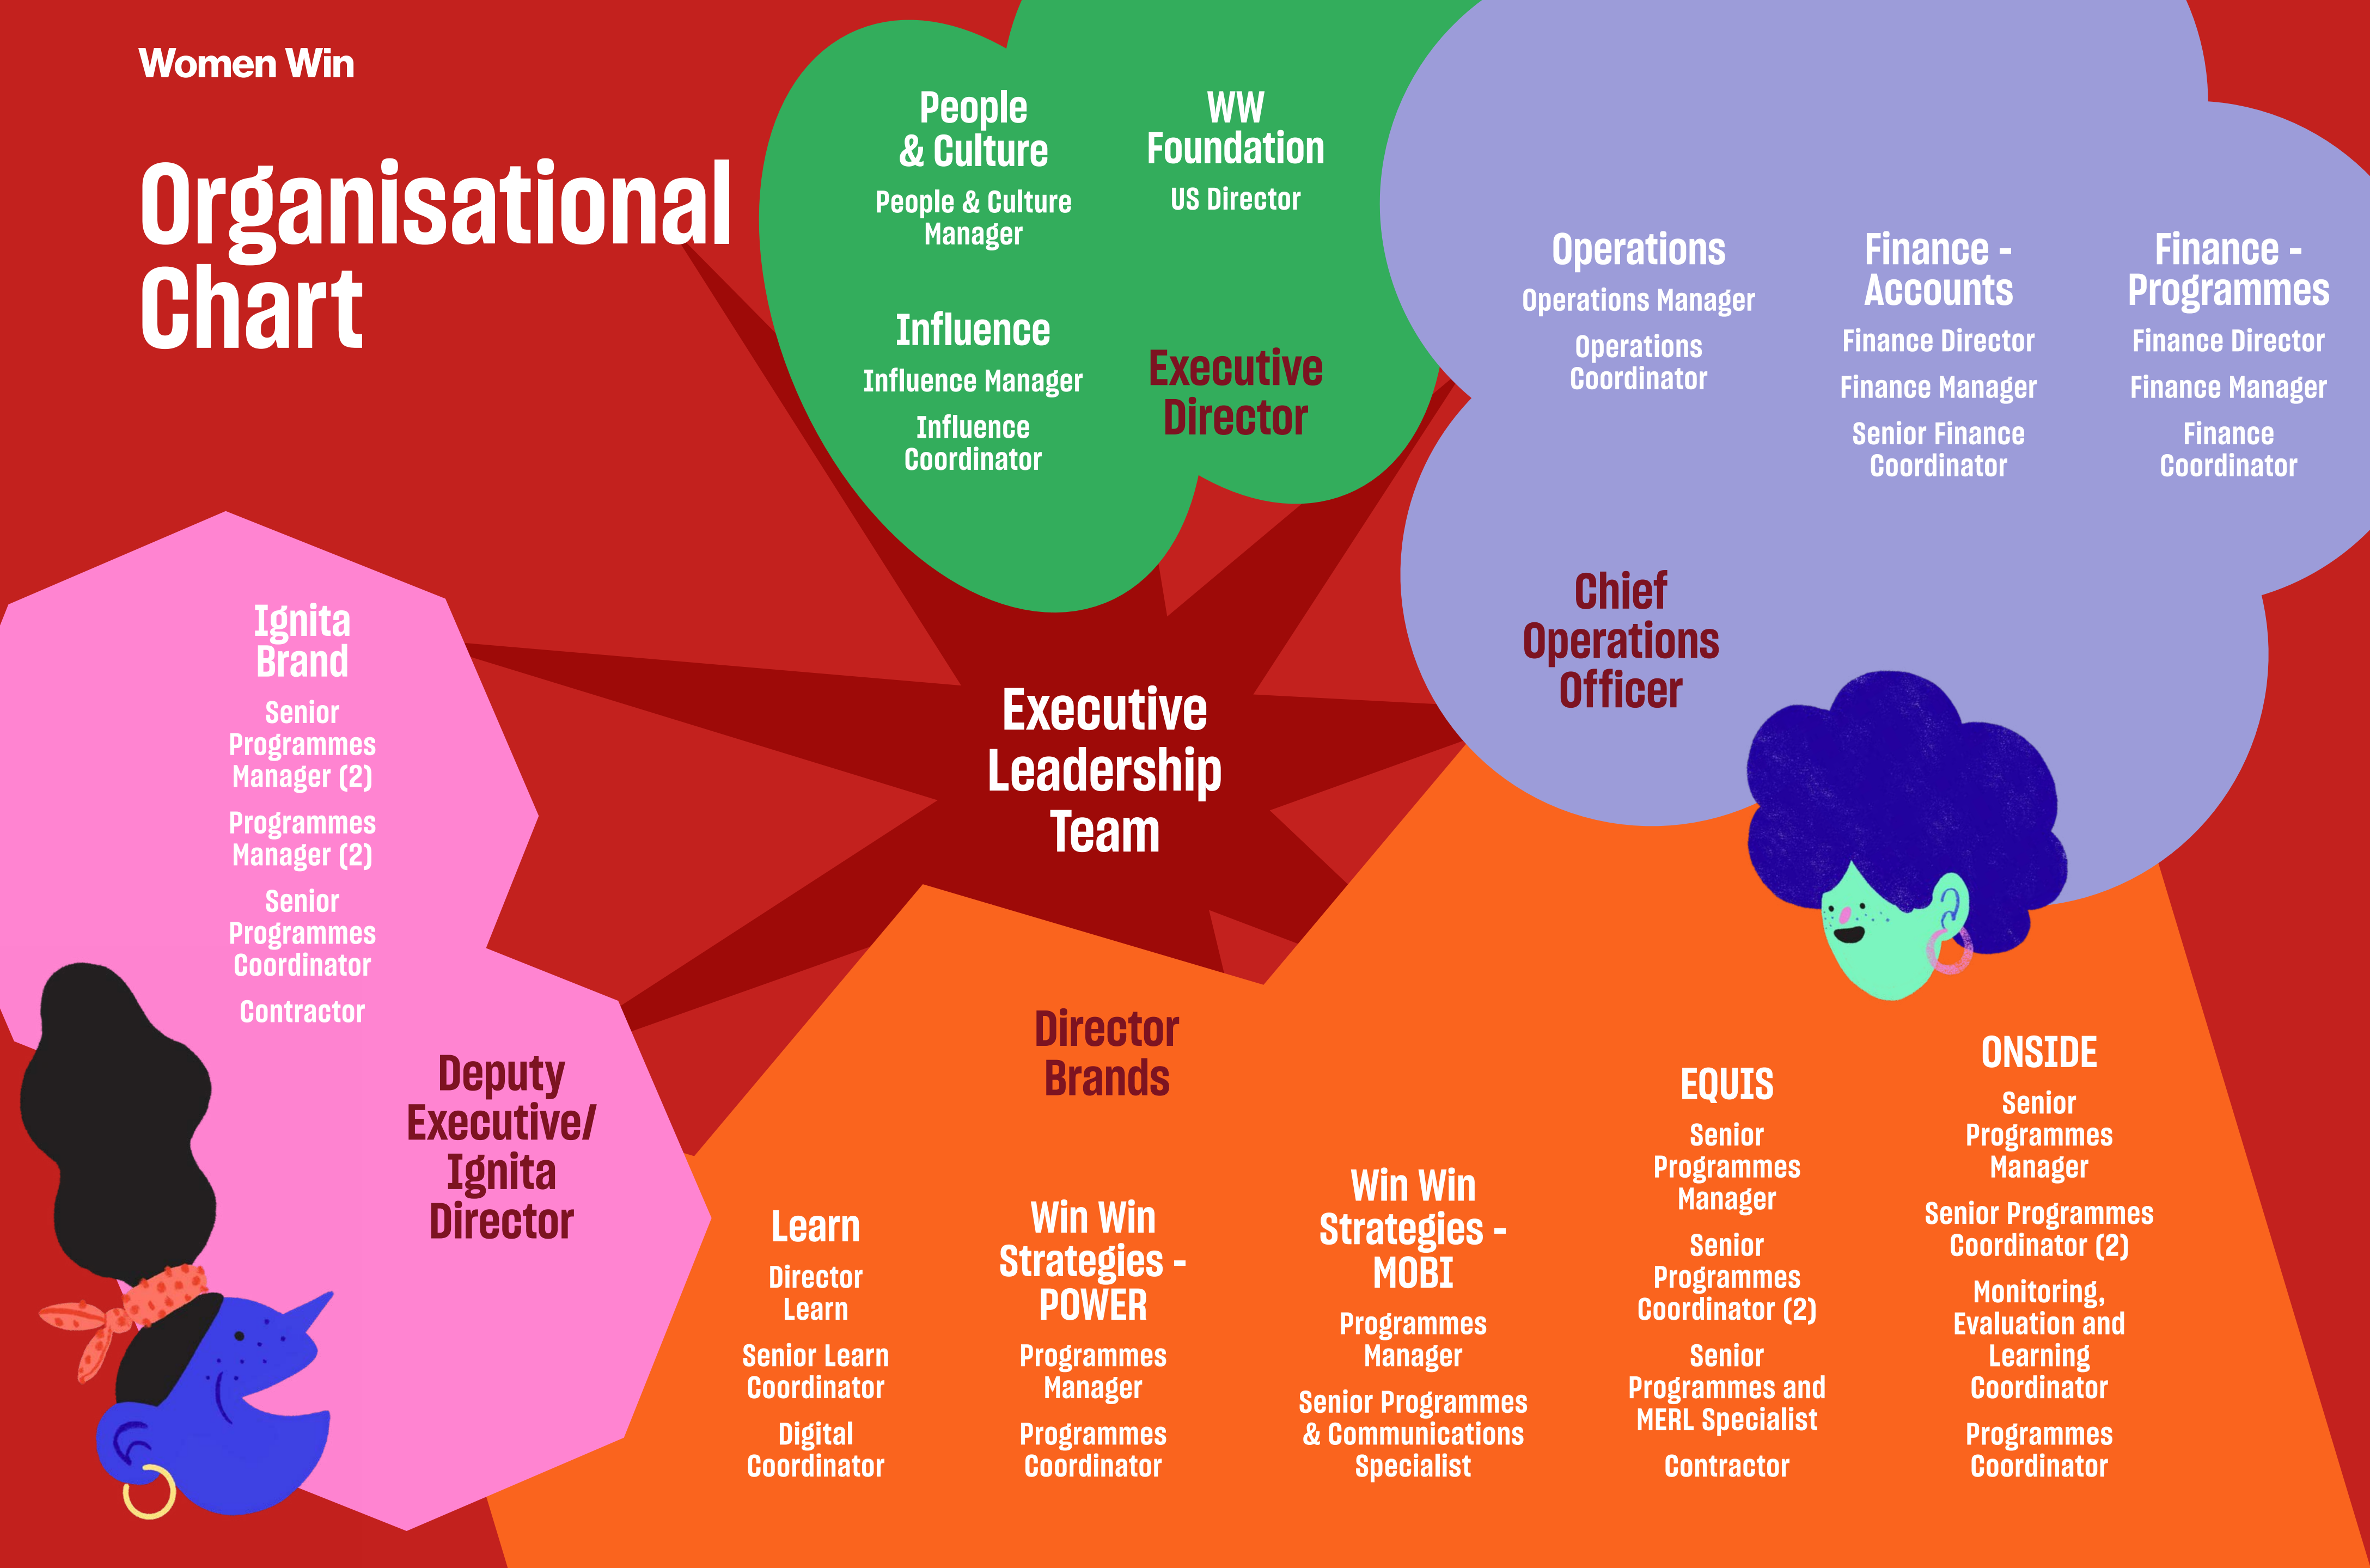 Women Win
Organisational
Chart
People
& Culture
People & Culture
Manager
WW
Foundation
US Director
Influence
Influence Manager
Influence
Coordinator
Executive
Director
Operations
Operations Manager
Operations
Coordinator
Finance -
Accounts
Finance Director
Finance Manager
Senior Finance
Coordinator
Finance -
Programmes
Finance Director
Finance Manager
Finance
Coordinator
Chief
Operations
Officer
Ignita
Brand
Senior
Programmes
Manager (2)
Programmes
Manager (2)
Senior
Programmes
Coordinator
Contractor
Deputy
Executive/
Ignita
Director
Executive
Leadership
Team
Director
Brands
Learn
Director
Learn
Senior Learn
Coordinator
Digital
Coordinator
Win Win
Strategies -
POWER
Programmes
Manager
Programmes
Coordinator
Win Win
Strategies -
MOBI
Programmes
Manager
Senior Programmes
& Communications
Specialist
EQUIS
Senior
Programmes
Manager
Senior
Programmes
Coordinator (2)
Senior
Programmes and
MERL Specialist
Contractor
ONSIDE
Senior
Programmes
Manager
Senior Programmes
Coordinator (2)
Monitoring,
Evaluation and
Learning
Coordinator
Programmes
Coordinator